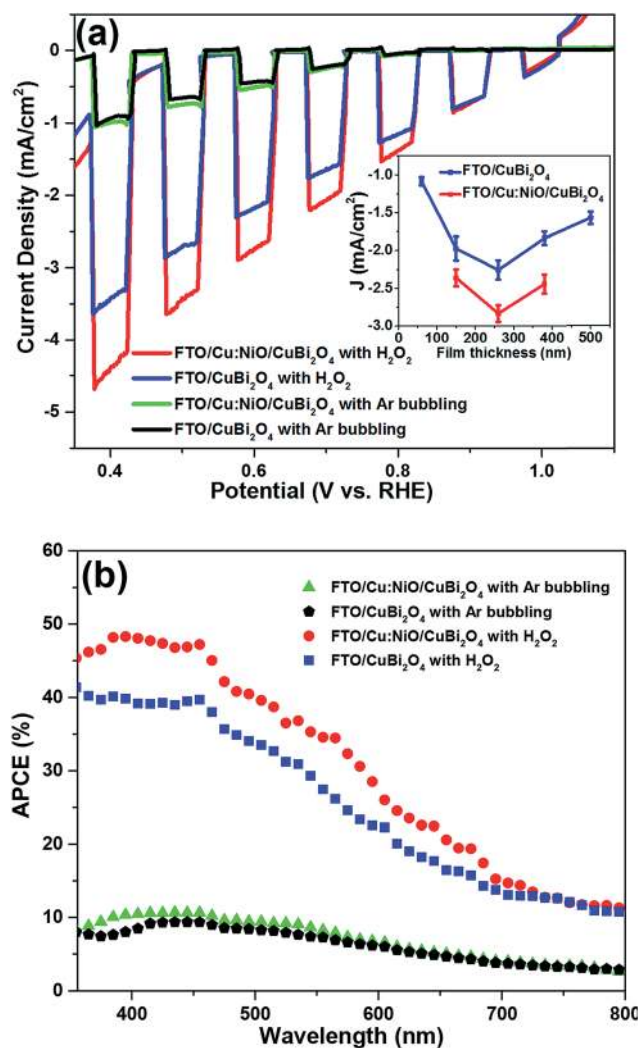 (a)
0
-1
-2
-3
-4
-5
Current Density (mA/cm²)
0.4
0.6
0.8
1.0
Potential (V vs. RHE)
FTO/Cu:NiO/CuBi₂O₄ with H₂O₂
FTO/CuBi₂O₄ with H₂O₂
FTO/Cu:NiO/CuBi₂O₄ with Ar bubbling
FTO/CuBi₂O₄ with Ar bubbling
FTO/CuBi₂O₄
FTO/Cu:NiO/CuBi₂O₄
-1.0
-1.5
-2.0
-2.5
-3.0
J (mA/cm²)
0 100 200 300 400 500
Film thickness (nm)
(b)
60
50
40
30
20
10
0
APCE (%)
FTO/Cu:NiO/CuBi₂O₄ with Ar bubbling
FTO/CuBi₂O₄ with Ar bubbling
FTO/Cu:NiO/CuBi₂O₄ with H₂O₂
FTO/CuBi₂O₄ with H₂O₂
400 500 600 700 800
Wavelength (nm)